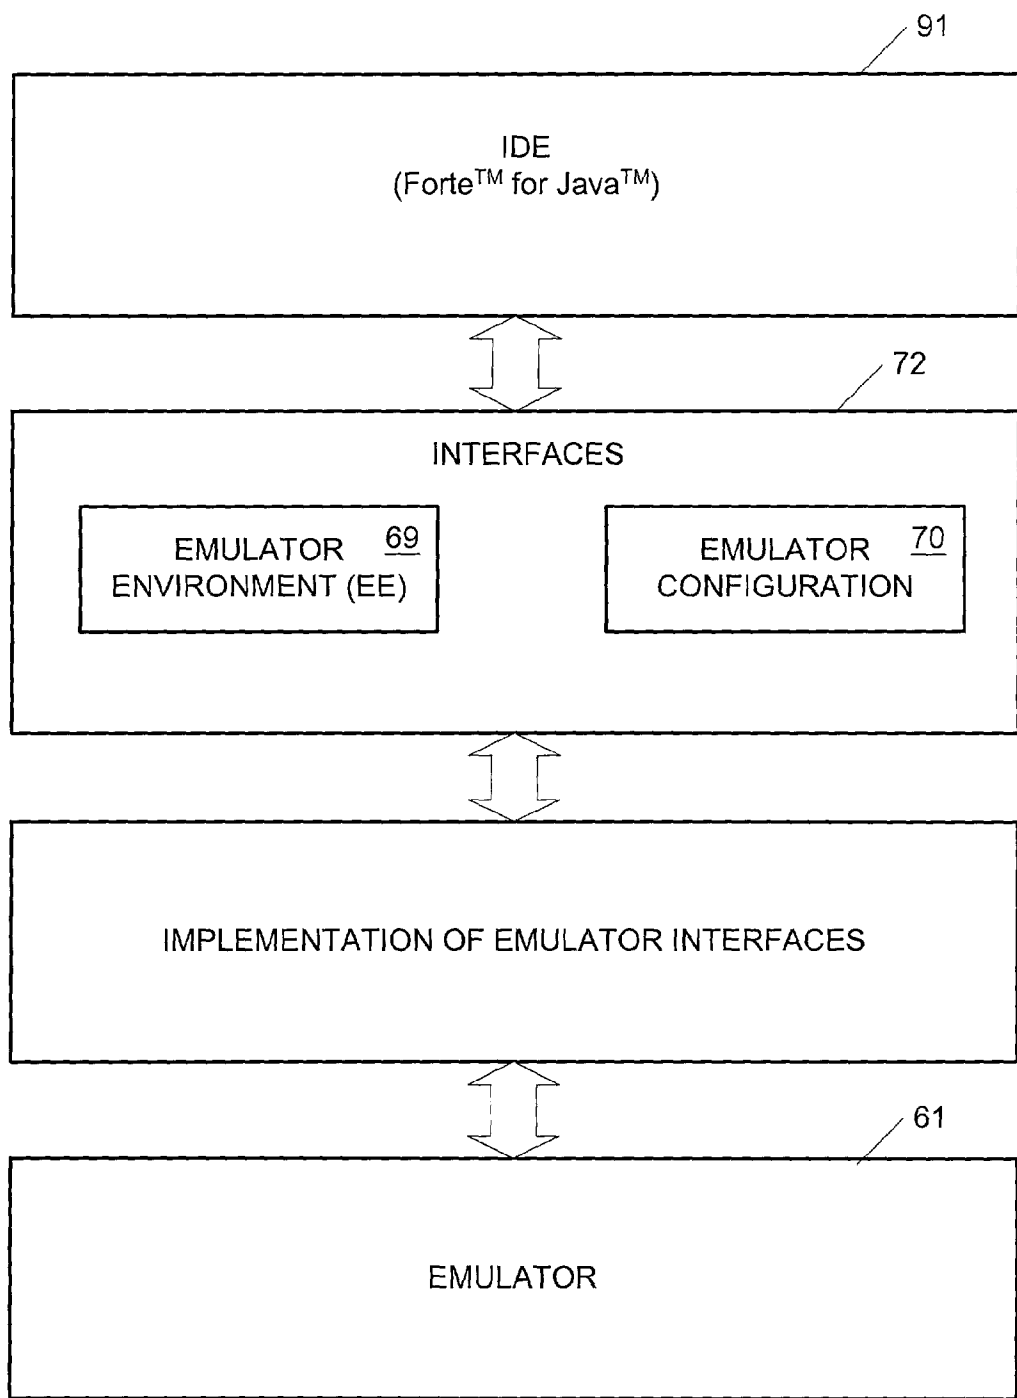 91
IDE
(Forte™ for Java™)
72
INTERFACES
EMULATOR 69
ENVIRONMENT (EE)
EMULATOR 70
CONFIGURATION
IMPLEMENTATION OF EMULATOR INTERFACES
61
EMULATOR